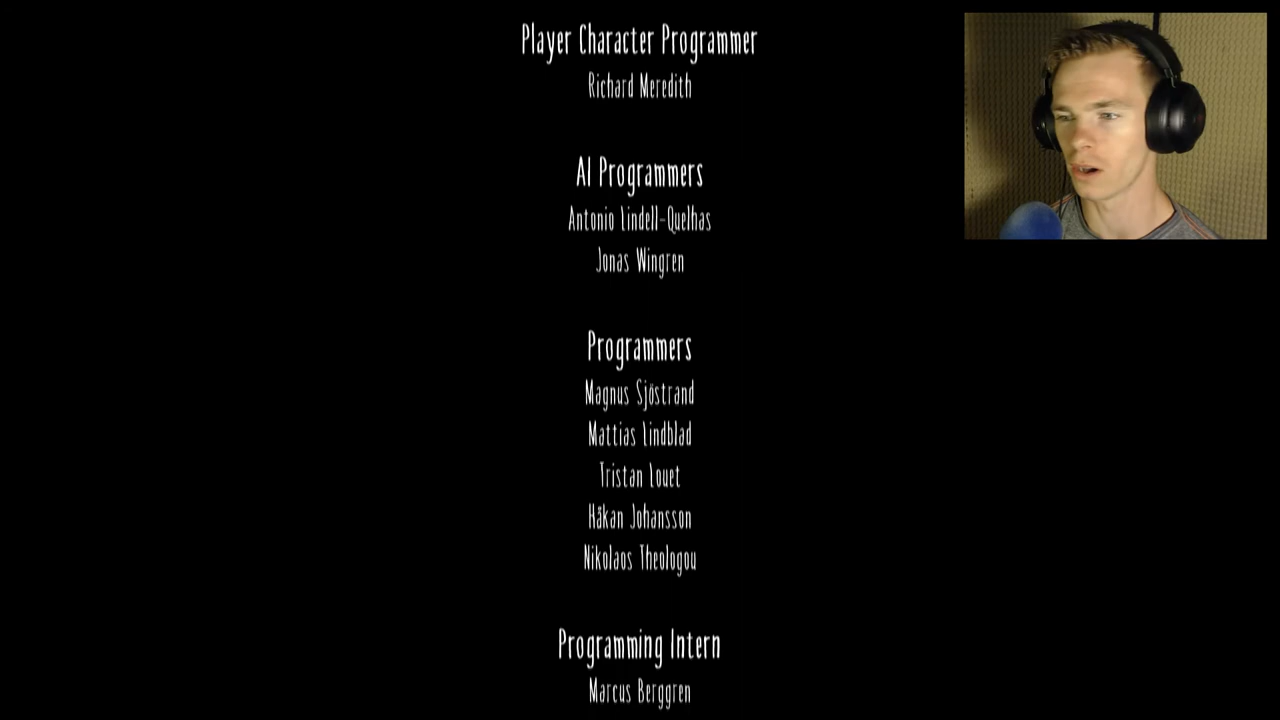 Player Character Programmer
Richard Meredith
AI Programmers
Antonio Lindell-Quelhas
Jonas Wingren
Programmers
Magnus Sjöstrand
Mattias Lindblad
Tristan Louet
Håkan Johansson
Nikolaos Theologou
Programming Intern
Marcus Berggren